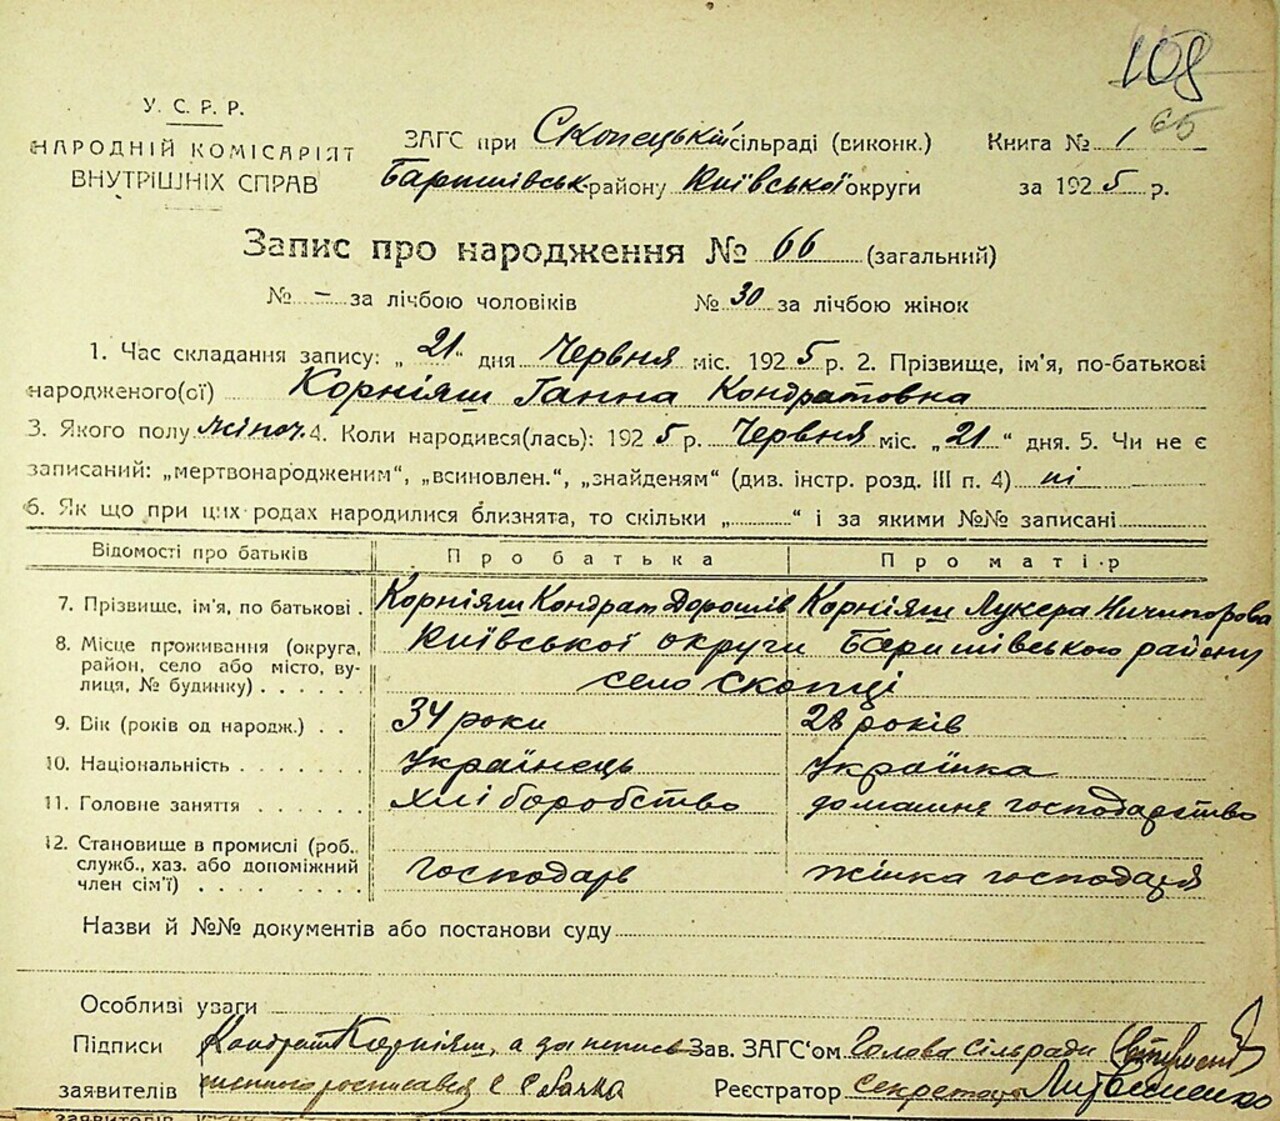 108
65
У. С. Р. Р.
НАРОДНІЙ КОМІСАРІЯТ
ВНУТРІШНІХ СПРАВ
ЗАГС при Скопецькій сільраді (виконк.)
Баришівськ. району Київської округи
Книга № 1
за 1925 р.
Запис про народження № 66 (загальний)
№ – за лічбою чоловіків № 30 за лічбою жінок
1. Час складання запису: „21“ дня Червня міс. 1925 р. 2. Прізвище, ім'я, по-батькові
народженого(ої) Корніяш Ганна Кондратовна
3. Якого полу жіноч. 4. Коли народився(лась): 1925 р. Червня міс. „21“ дня. 5. Чи не є
записаний: „мертвонародженим“, „всиновлен.“, „знайденям“ (див. інстр. розд. III п. 4) ні
6. Як що при цих родах народилися близнята, то скільки „ “ і за якими №№ записані
Відомості про батьків Про батька Про матір
7. Прізвище, ім'я, по батькові . Корніяш Кондрат Дорошів Корніяш Лукера Ничипорова
8. Місце проживання (округа, район, село або місто, вулиця, № будинку) . . . . . . Київської округи Баришівського району
село Скопці
9. Вік (років од народж.) . . 34 роки 28 років
10. Національність . . . . . . . Українець Українка
11. Головне заняття . . . . . . хліборобство домашнє господарство
12. Становище в промислі (роб., служб., хаз. або допоміжний член сім'ї) . . . . . . . господарь жінка господаря
Назви й №№ документів або постанови суду
Особливі уваги
Підписи Кондрат Корніяш, а за непись- Зав. ЗАГС'ом Голова сільради
заявителів менного росписався Реєстратор секретарь Литвиненко